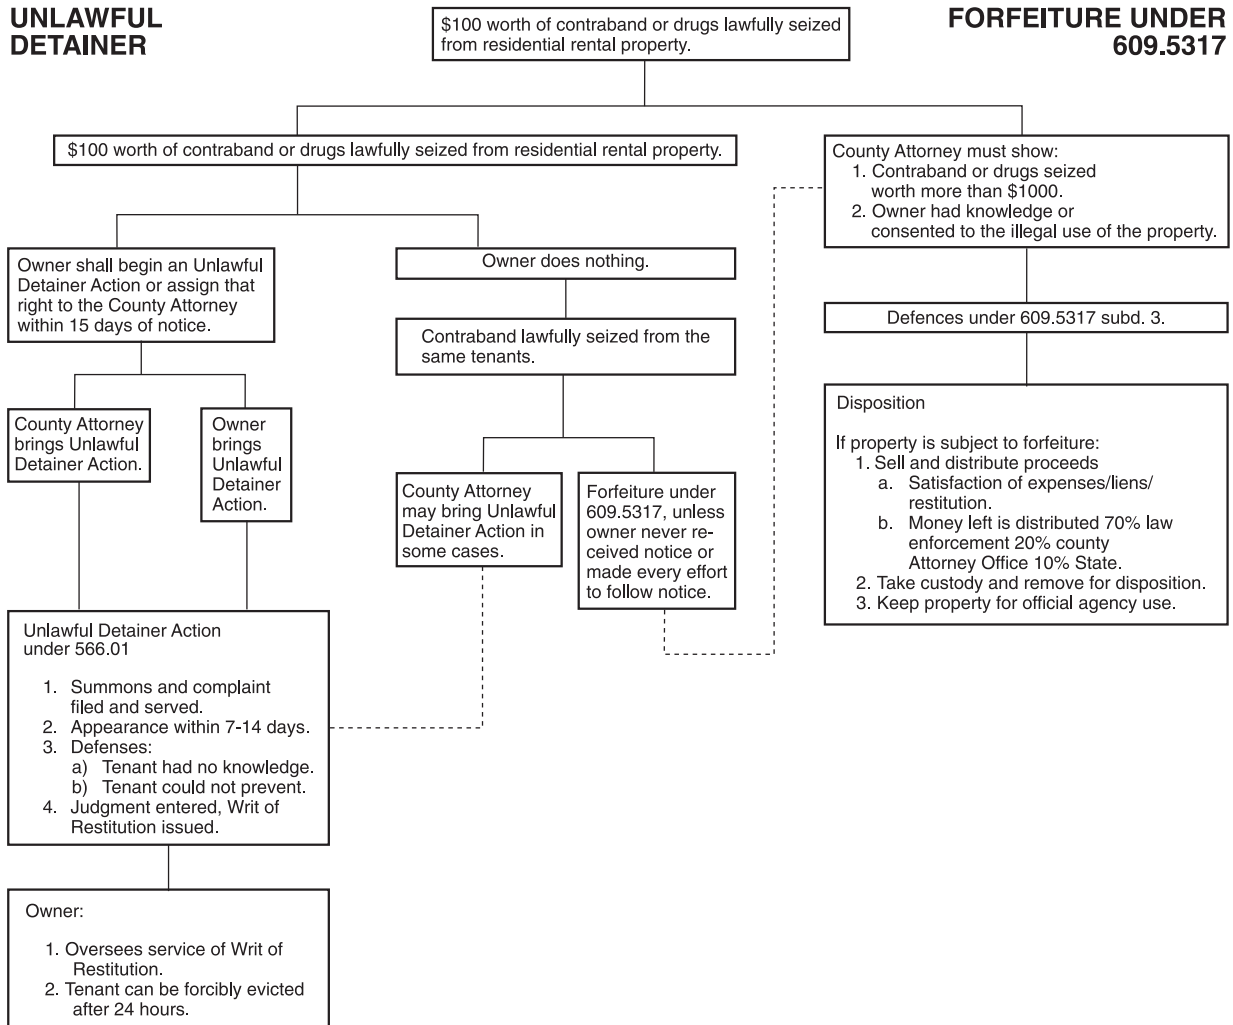 UNLAWFUL
DETAINER
$100 worth of contraband or drugs lawfully seized
from residential rental property.
FORFEITURE UNDER
609.5317
$100 worth of contraband or drugs lawfully seized from residential rental property.
Owner shall begin an Unlawful
Detainer Action or assign that
right to the County Attorney
within 15 days of notice.
County Attorney
brings Unlawful
Detainer Action.
Owner
brings
Unlawful
Detainer
Action.
Owner does nothing.
Contraband lawfully seized from the
same tenants.
County Attorney
may bring Unlawful
Detainer Action in
some cases.
Forfeiture under
609.5317, unless
owner never re-
ceived notice or
made every effort
to follow notice.
Unlawful Detainer Action
under 566.01
1. Summons and complaint
filed and served.
2. Appearance within 7-14 days.
3. Defenses:
a) Tenant had no knowledge.
b) Tenant could not prevent.
4. Judgment entered, Writ of
Restitution issued.
Owner:
1. Oversees service of Writ of
Restitution.
2. Tenant can be forcibly evicted
after 24 hours.
County Attorney must show:
1. Contraband or drugs seized
worth more than $1000.
2. Owner had knowledge or
consented to the illegal use of the property.
Defences under 609.5317 subd. 3.
Disposition
If property is subject to forfeiture:
1. Sell and distribute proceeds
a. Satisfaction of expenses/liens/
restitution.
b. Money left is distributed 70% law
enforcement 20% county
Attorney Office 10% State.
2. Take custody and remove for disposition.
3. Keep property for official agency use.